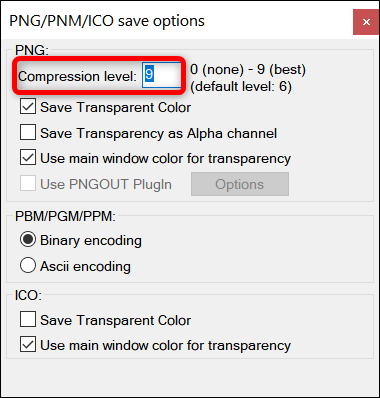 PNG/PNM/ICO save options
PNG:
Compression level: 9 0 (none) - 9 (best)
(default level: 6)
Save Transparent Color
Save Transparency as Alpha channel
Use main window color for transparency
Use PNGOUT PlugIn Options
PBM/PGM/PPM:
Binary encoding
Ascii encoding
ICO:
Save Transparent Color
Use main window color for transparency